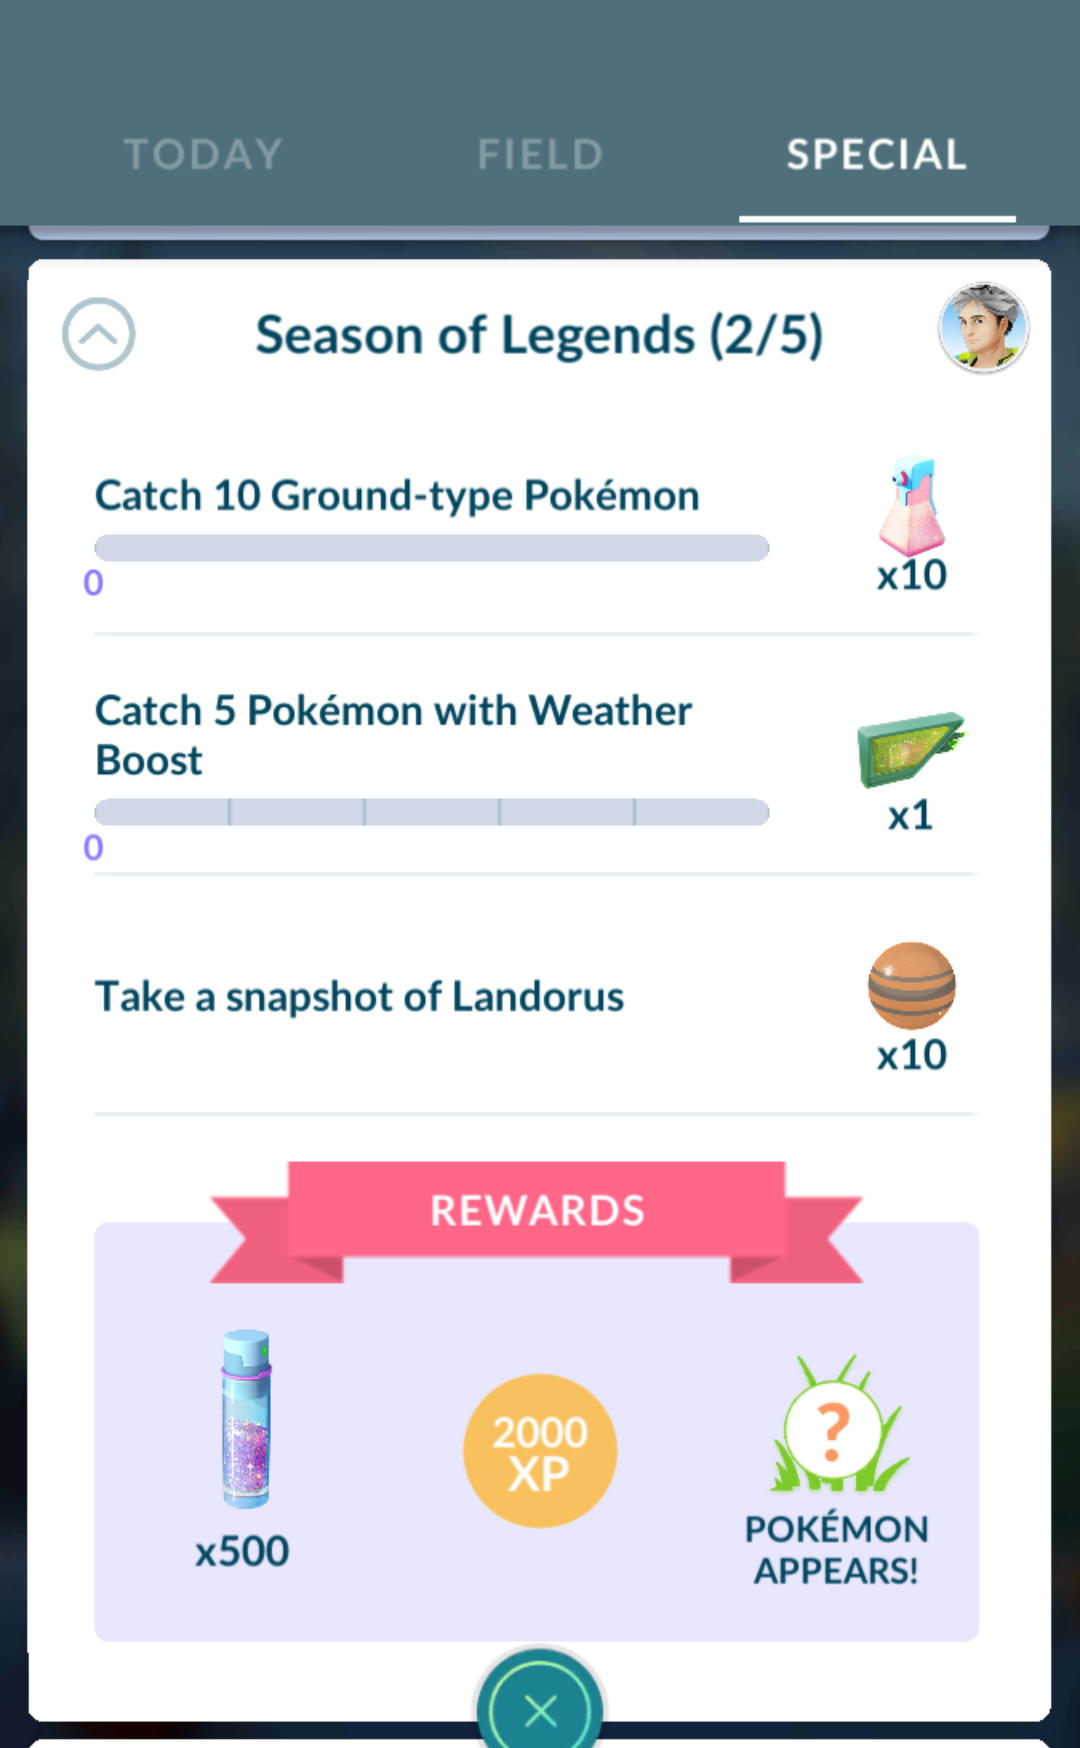 TODAY FIELD SPECIAL
Season of Legends (2/5)
Catch 10 Ground-type Pokémon
x10
0
Catch 5 Pokémon with Weather
Boost
x1
0
Take a snapshot of Landorus
x10
REWARDS
2000
XP
?
x500
POKÉMON
APPEARS!